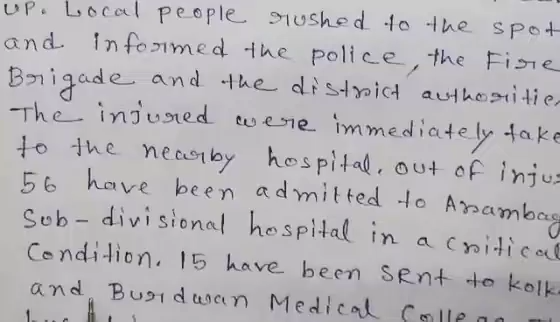 up. Local people rushed to the spot
and informed the police, the Fire
Brigade and the district authoritie
The injured were immediately take
to the nearby hospital. out of inju
56 have been admitted to Arambag
Sub-divisional hospital in a critical
Condition. 15 have been sent to kolk
and Burdwan Medical College